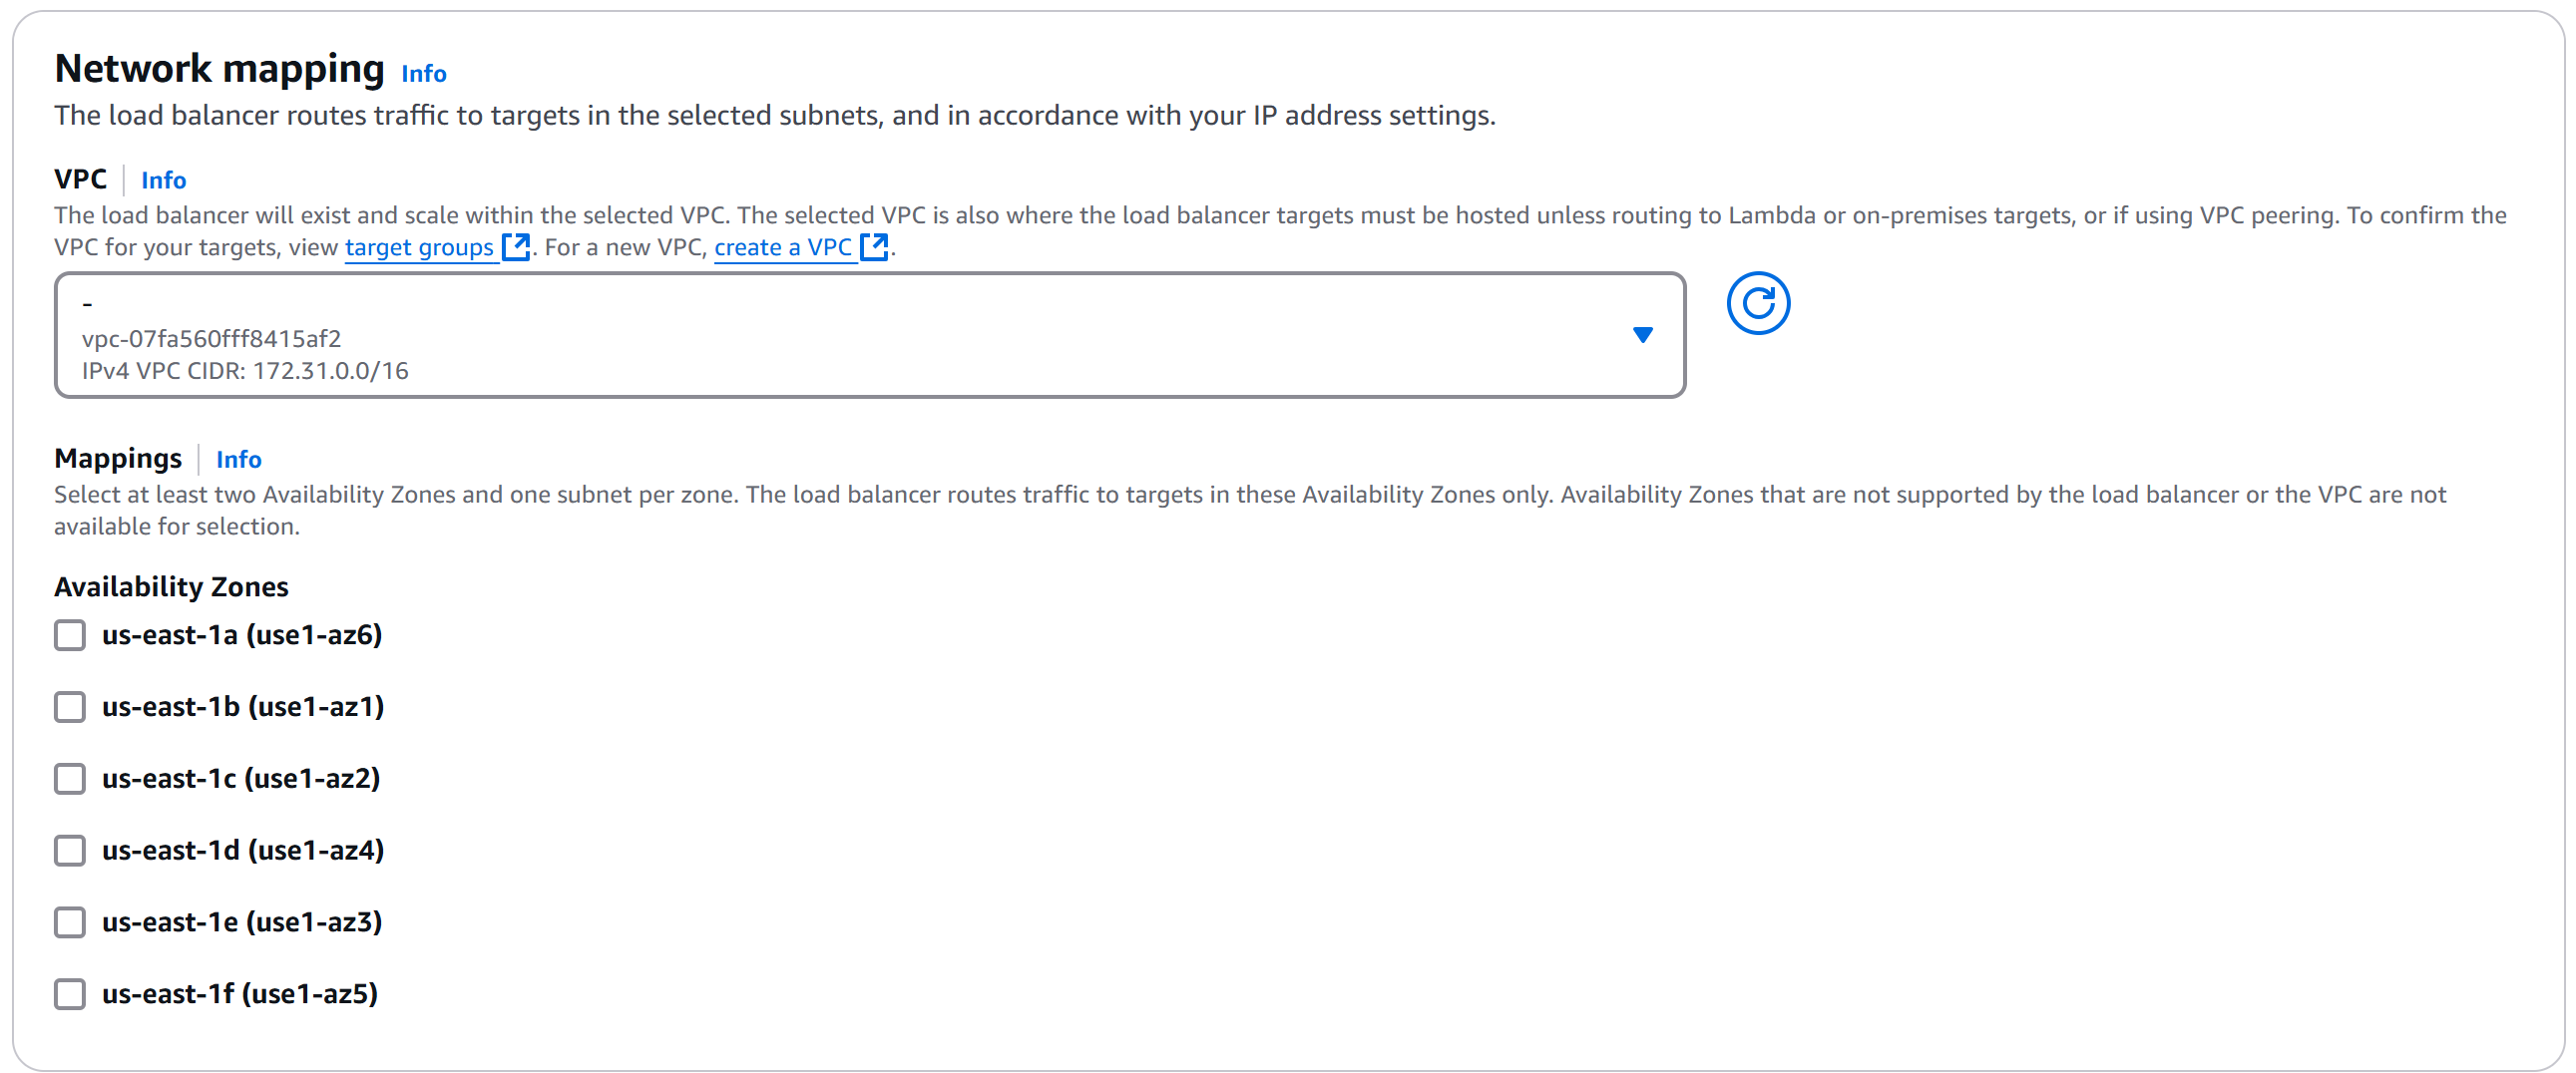 Network mapping Info
The load balancer routes traffic to targets in the selected subnets, and in accordance with your IP address settings.
VPC Info
The load balancer will exist and scale within the selected VPC. The selected VPC is also where the load balancer targets must be hosted unless routing to Lambda or on-premises targets, or if using VPC peering. To confirm the
VPC for your targets, view target groups. For a new VPC, create a VPC.
-
vpc-07fa560fff8415af2
IPv4 VPC CIDR: 172.31.0.0/16
Mappings Info
Select at least two Availability Zones and one subnet per zone. The load balancer routes traffic to targets in these Availability Zones only. Availability Zones that are not supported by the load balancer or the VPC are not
available for selection.
Availability Zones
us-east-1a (use1-az6)
us-east-1b (use1-az1)
us-east-1c (use1-az2)
us-east-1d (use1-az4)
us-east-1e (use1-az3)
us-east-1f (use1-az5)